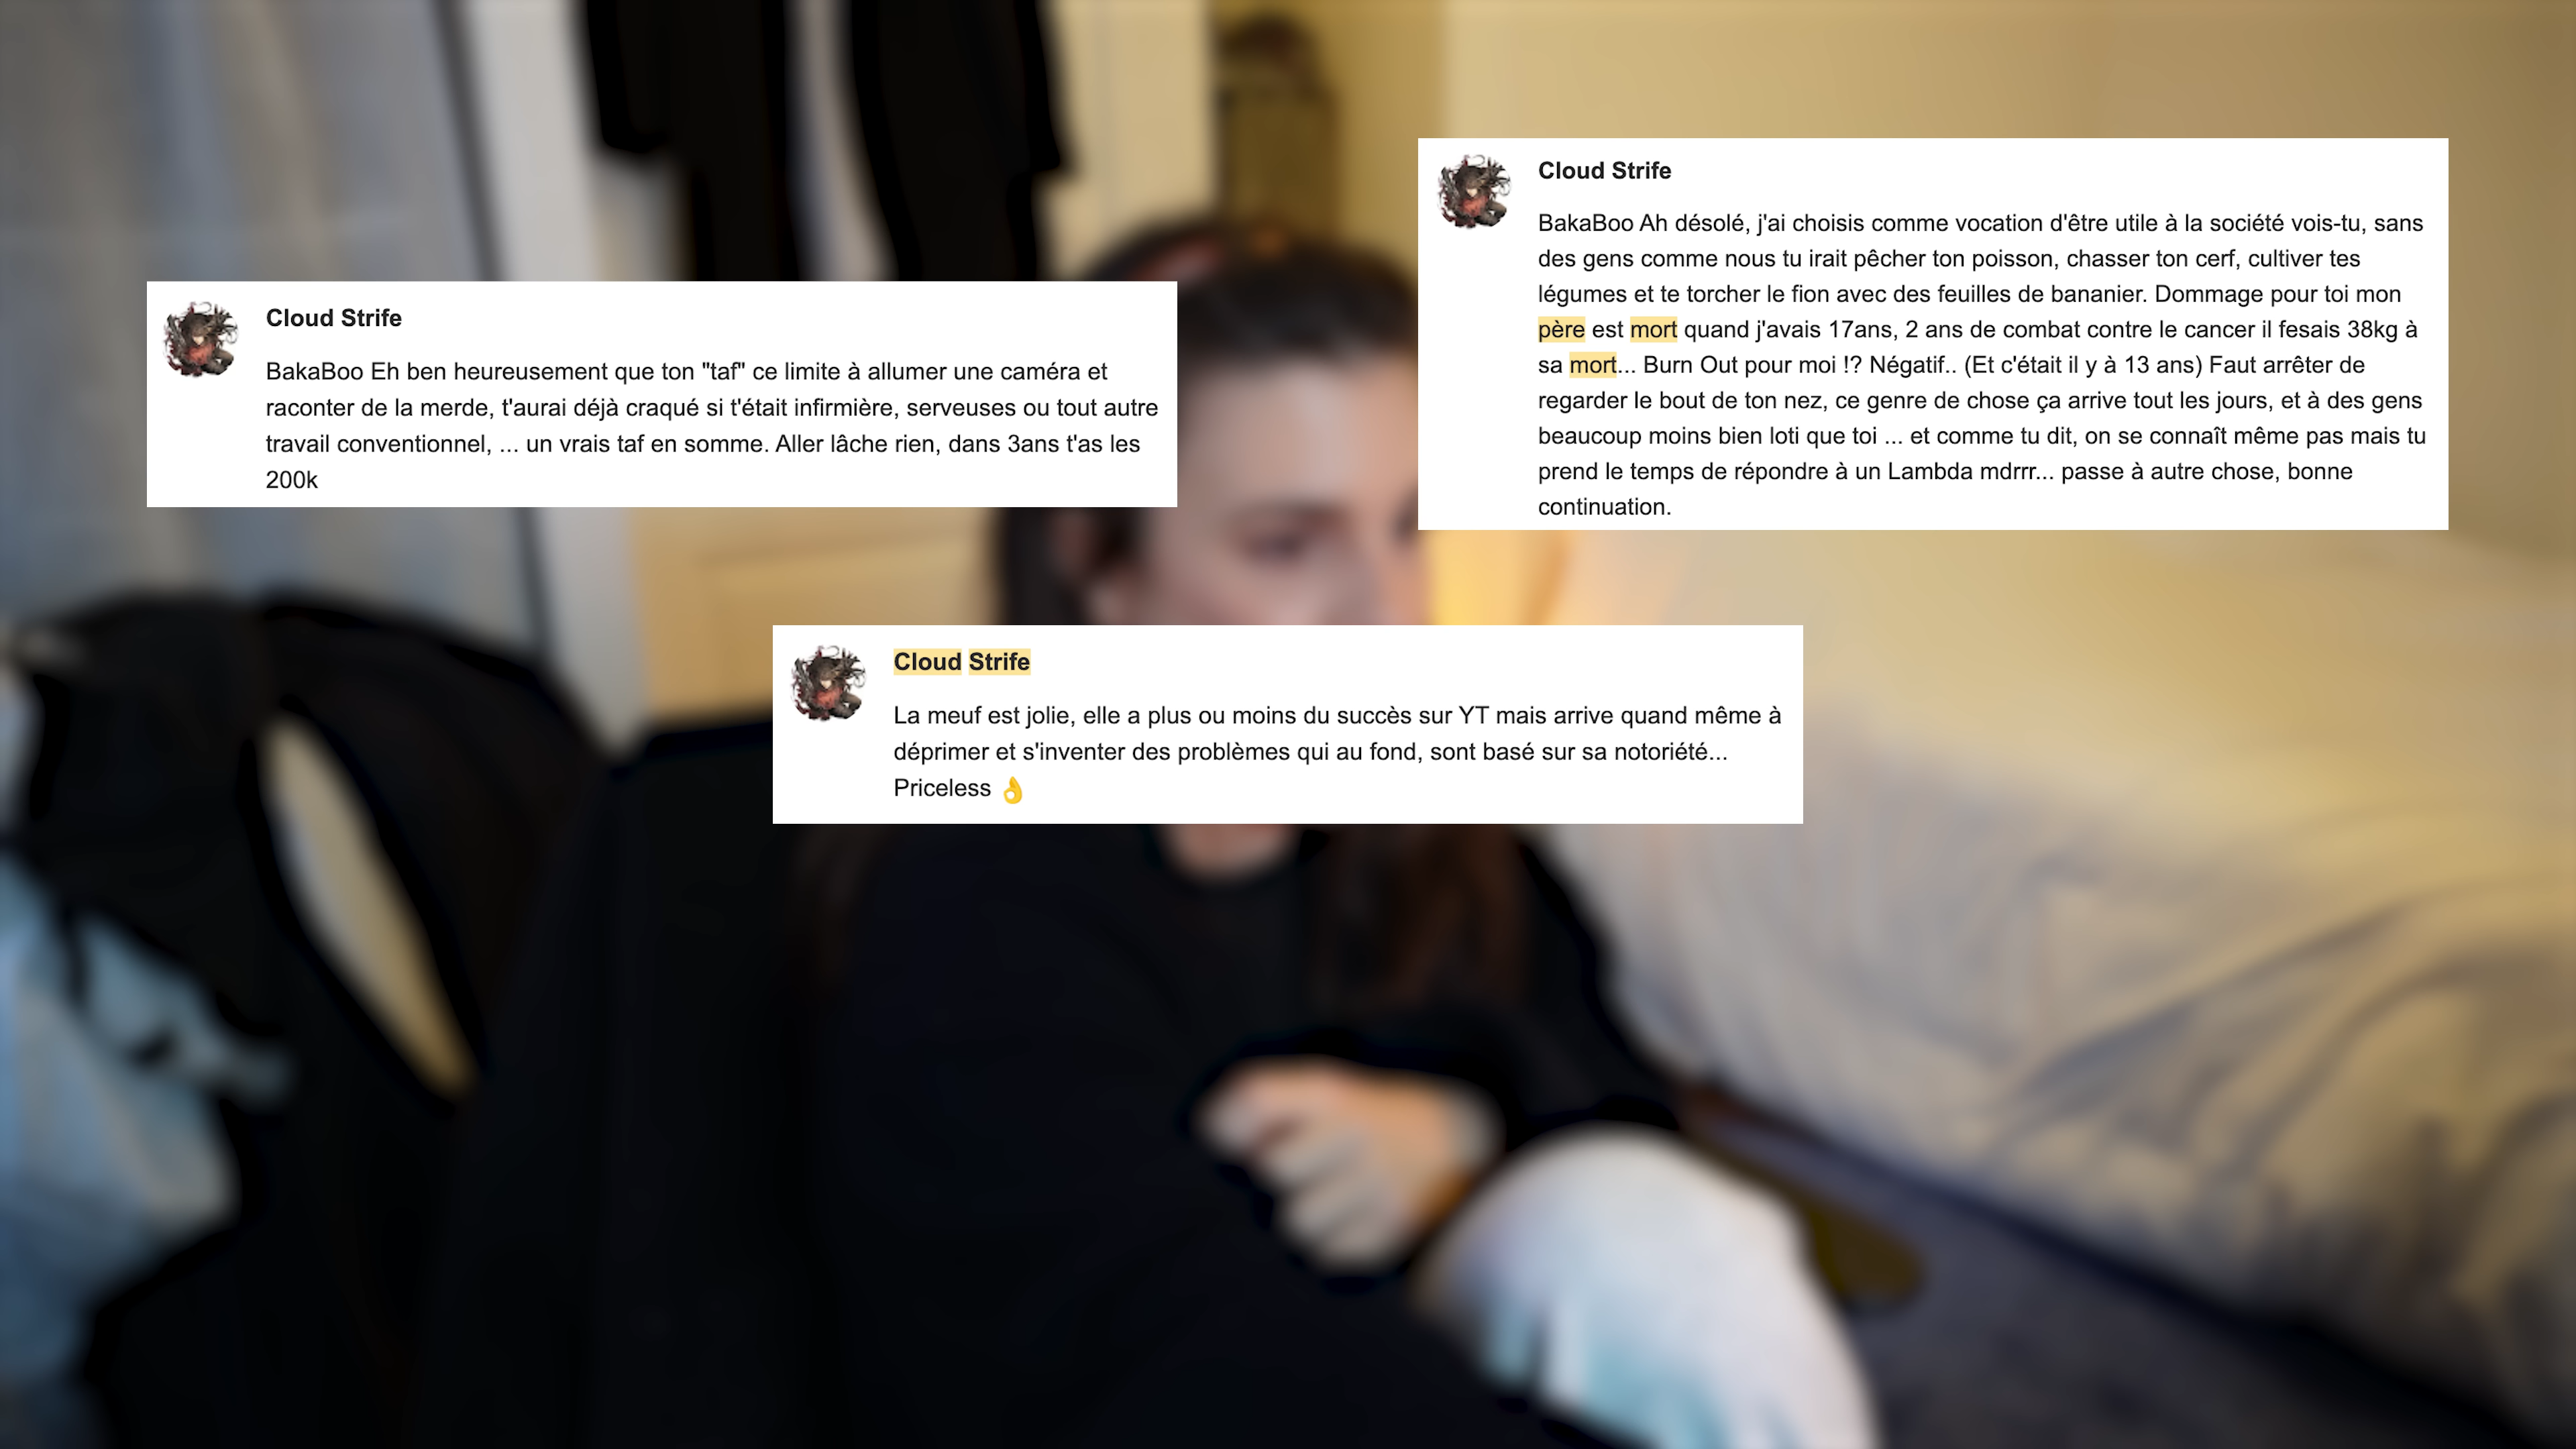 Cloud Strife
BakaBoo Eh ben heureusement que ton "taf" ce limite à allumer une caméra et
raconter de la merde, t'aurai déjà craqué si t'était infirmière, serveuses ou tout autre
travail conventionnel, ... un vrais taf en somme. Aller lâche rien, dans 3ans t'as les
200k
Cloud Strife
BakaBoo Ah désolé, j'ai choisis comme vocation d'être utile à la société vois-tu, sans
des gens comme nous tu irait pêcher ton poisson, chasser ton cerf, cultiver tes
légumes et te torcher le fion avec des feuilles de bananier. Dommage pour toi mon
père est mort quand j'avais 17ans, 2 ans de combat contre le cancer il fesais 38kg à
sa mort... Burn Out pour moi !? Négatif.. (Et c'était il y à 13 ans) Faut arrêter de
regarder le bout de ton nez, ce genre de chose ça arrive tout les jours, et à des gens
beaucoup moins bien loti que toi ... et comme tu dit, on se connaît même pas mais tu
prend le temps de répondre à un Lambda mdrrr... passe à autre chose, bonne
continuation.
Cloud Strife
La meuf est jolie, elle a plus ou moins du succès sur YT mais arrive quand même à
déprimer et s'inventer des problèmes qui au fond, sont basé sur sa notoriété...
Priceless 👌